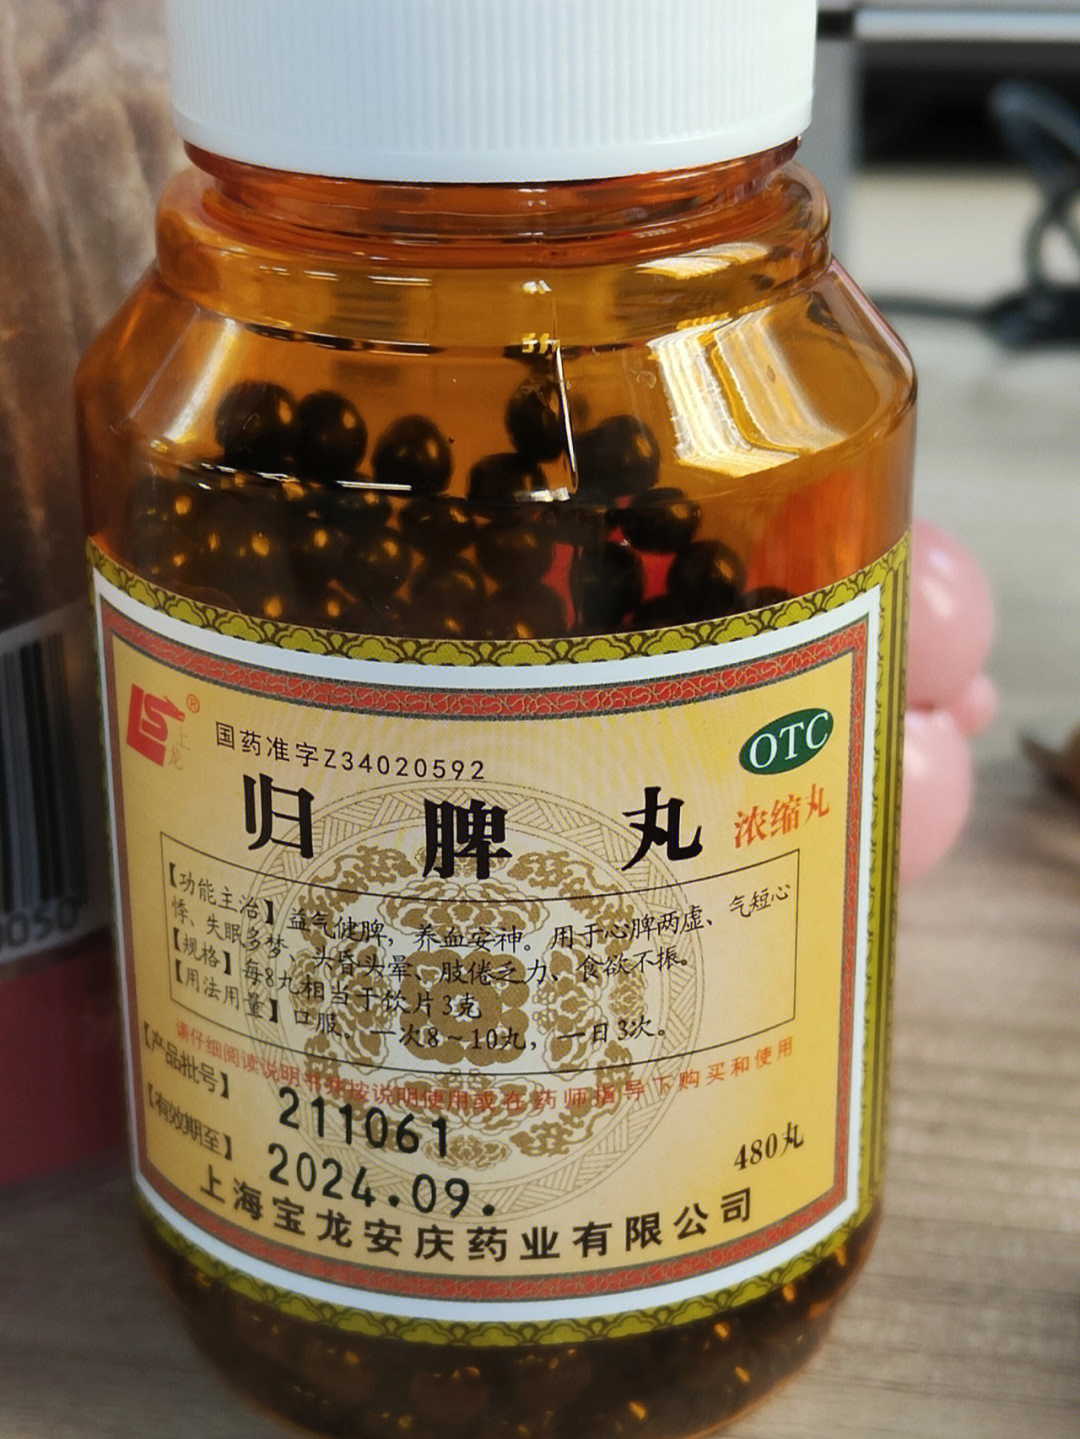 上龙®
国药准字Z34020592
OTC
归脾丸
浓缩丸
【功能主治】益气健脾，养血安神。用于心脾两虚、气短心
悸、失眠多梦、头昏头晕、肢倦乏力、食欲不振。
【规格】每8丸相当于饮片3克
【用法用量】口服。一次8～10丸，一日3次。
请仔细阅读说明书并按说明使用或在药师指导下购买和使用
【产品批号】211061
【有效期至】2024.09.
480丸
上海宝龙安庆药业有限公司